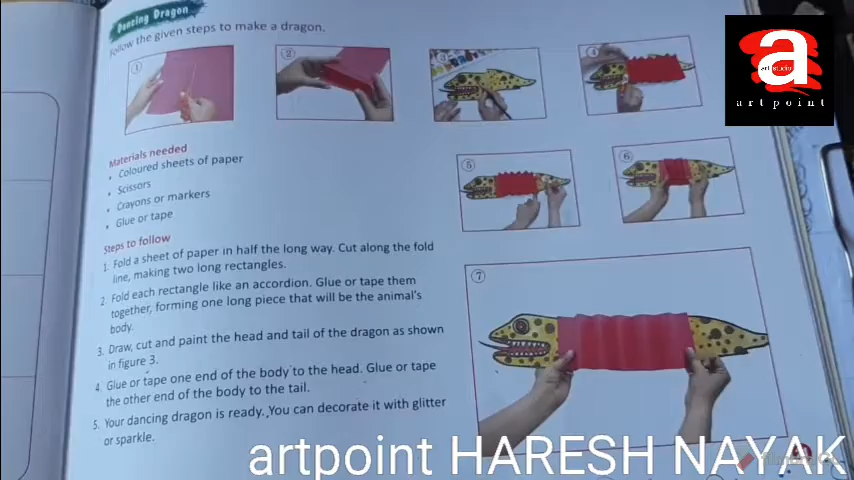 Dancing Dragon
Follow the given steps to make a dragon.
1
2
3
4
5
6
7
Materials needed
• Coloured sheets of paper
• Scissors
• Crayons or markers
• Glue or tape
Steps to follow
1. Fold a sheet of paper in half the long way. Cut along the fold
line, making two long rectangles.
2. Fold each rectangle like an accordion. Glue or tape them
together, forming one long piece that will be the animal's
body.
3. Draw, cut and paint the head and tail of the dragon as shown
in figure 3.
4. Glue or tape one end of the body to the head. Glue or tape
the other end of the body to the tail.
5. Your dancing dragon is ready. You can decorate it with glitter
or sparkle.
a
art studio
artpoint
artpoint HARESH NAYAK